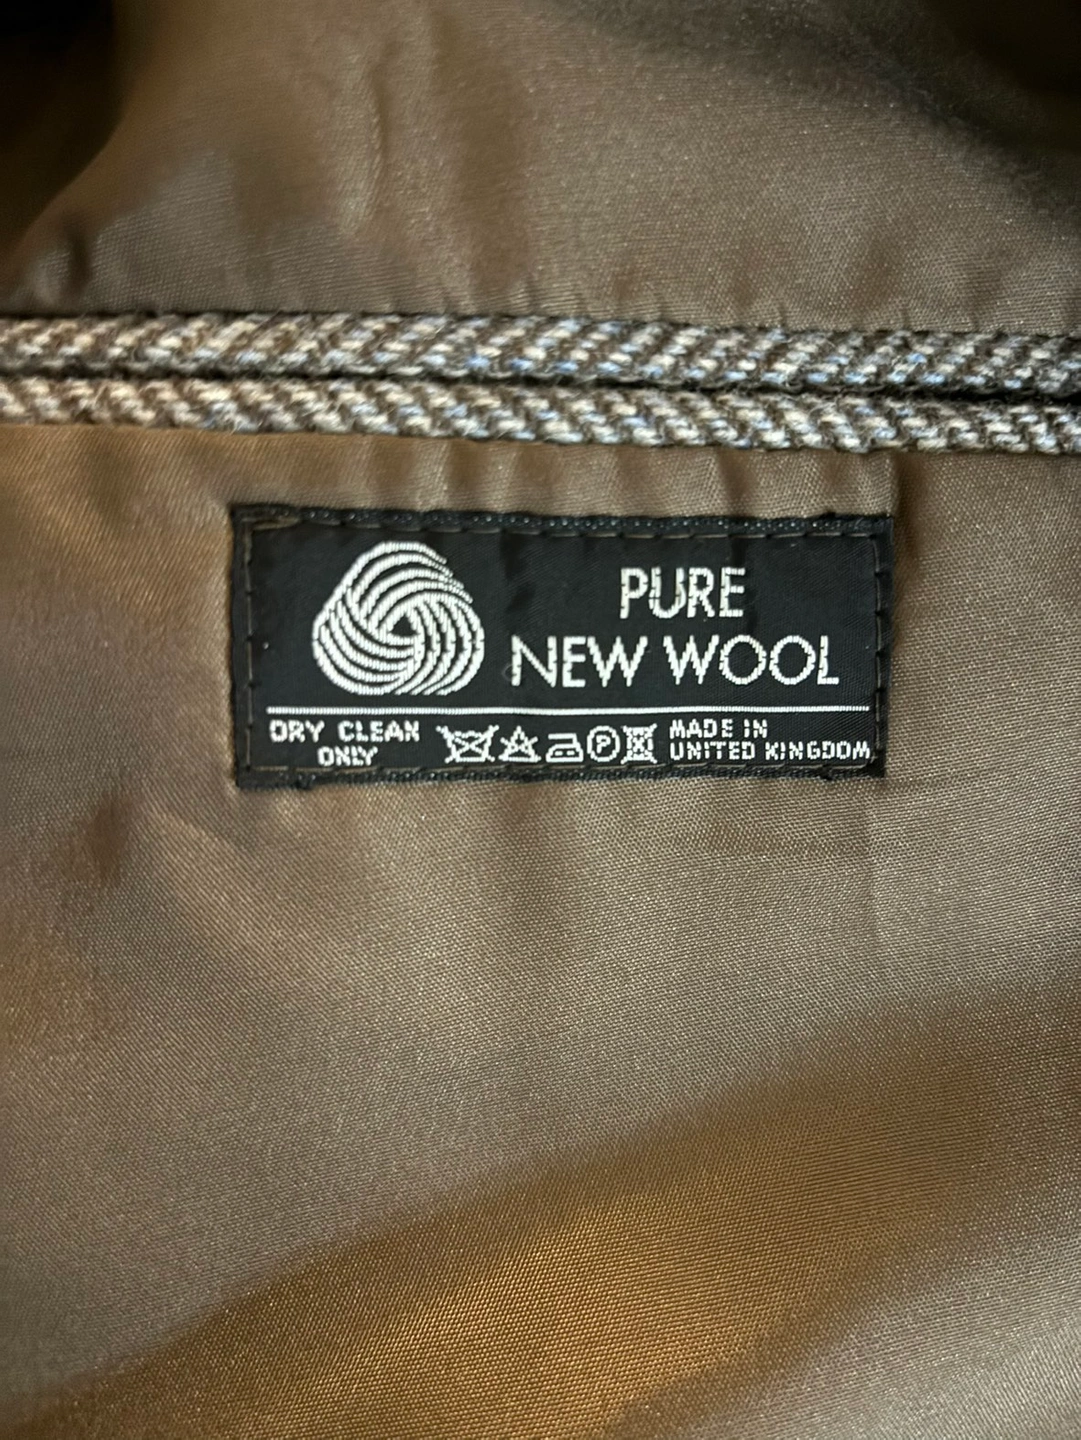 PURE
NEW WOOL
DRY CLEAN
ONLY
P
MADE IN
UNITED KINGDOM